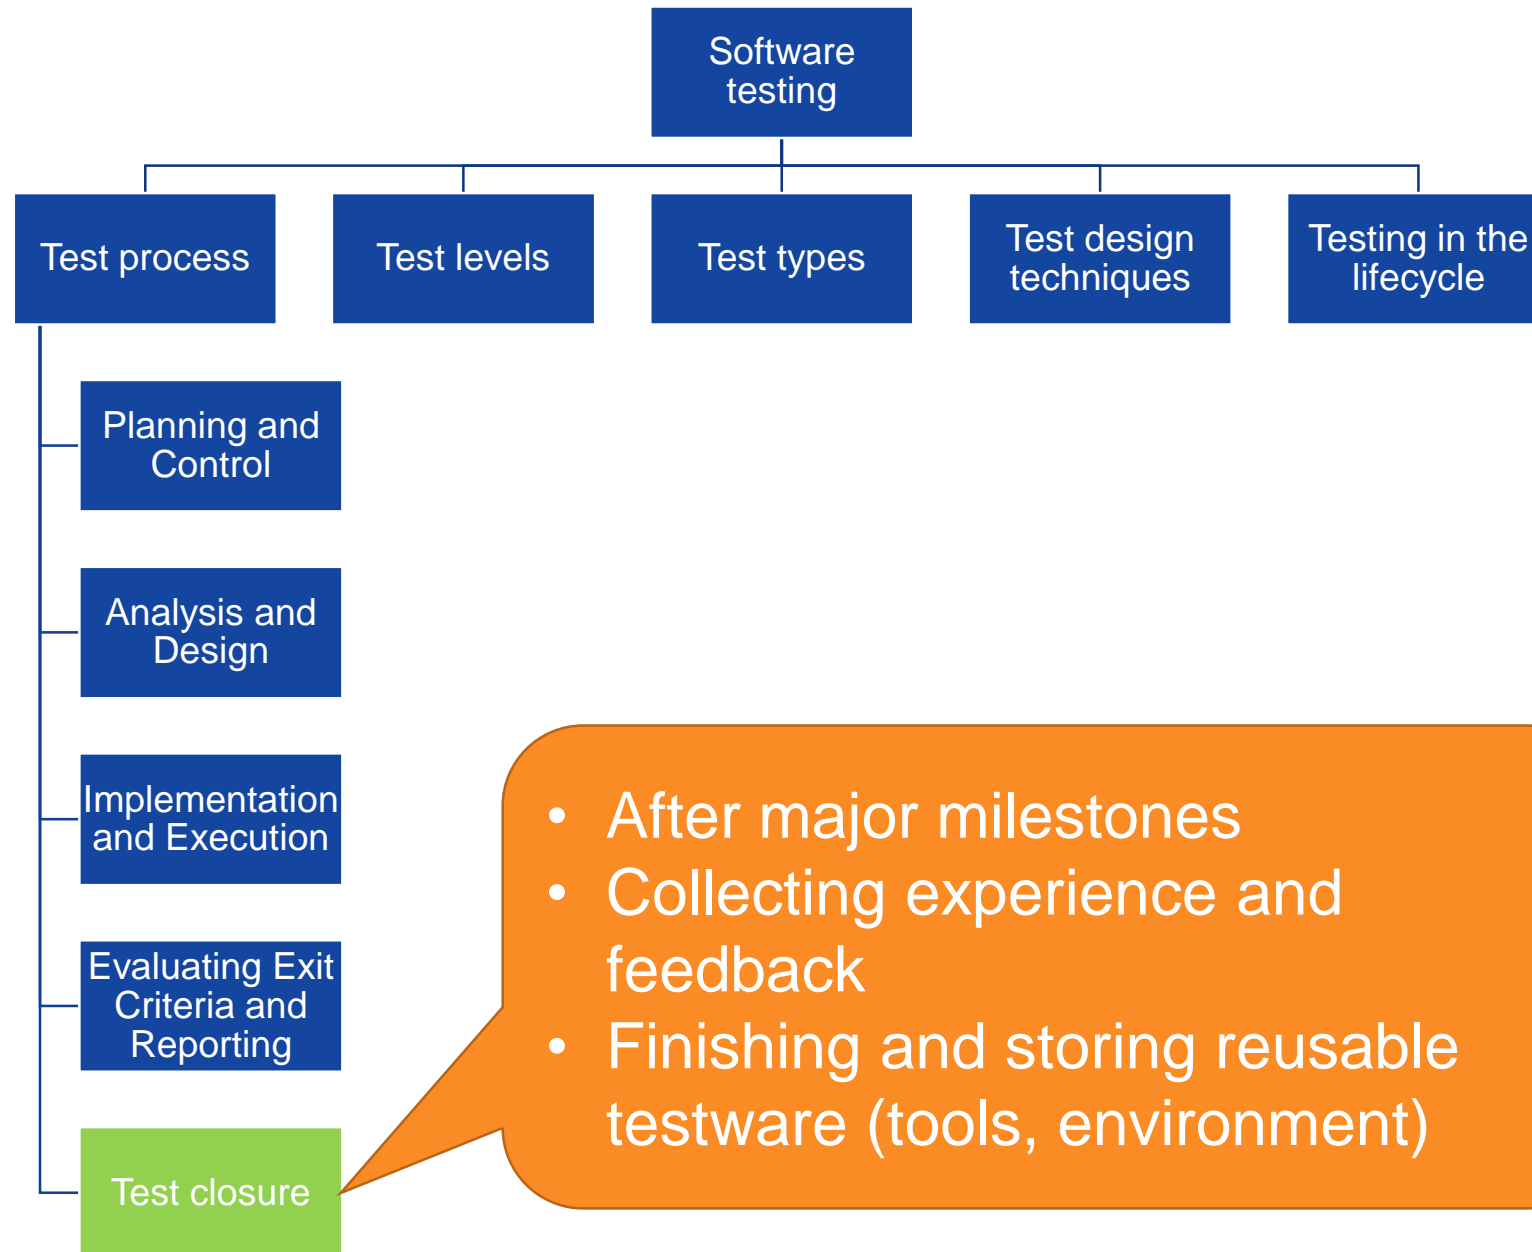 Software
testing
Test process
Test levels
Test types
Test design
techniques
Testing in the
lifecycle
Planning and
Control
Analysis and
Design
Implementation
and Execution
Evaluating Exit
Criteria and
Reporting
Test closure
• After major milestones
• Collecting experience and
feedback
• Finishing and storing reusable
testware (tools, environment)